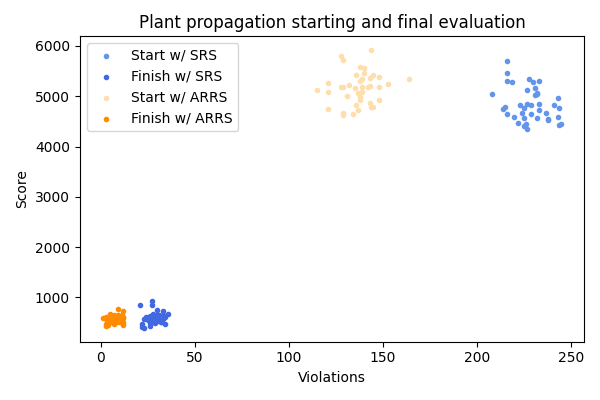 Plant propagation starting and final evaluation
Start w/ SRS
Finish w/ SRS
Start w/ ARRS
Finish w/ ARRS
Score
6000
5000
4000
3000
2000
1000
0 50 100 150 200 250
Violations